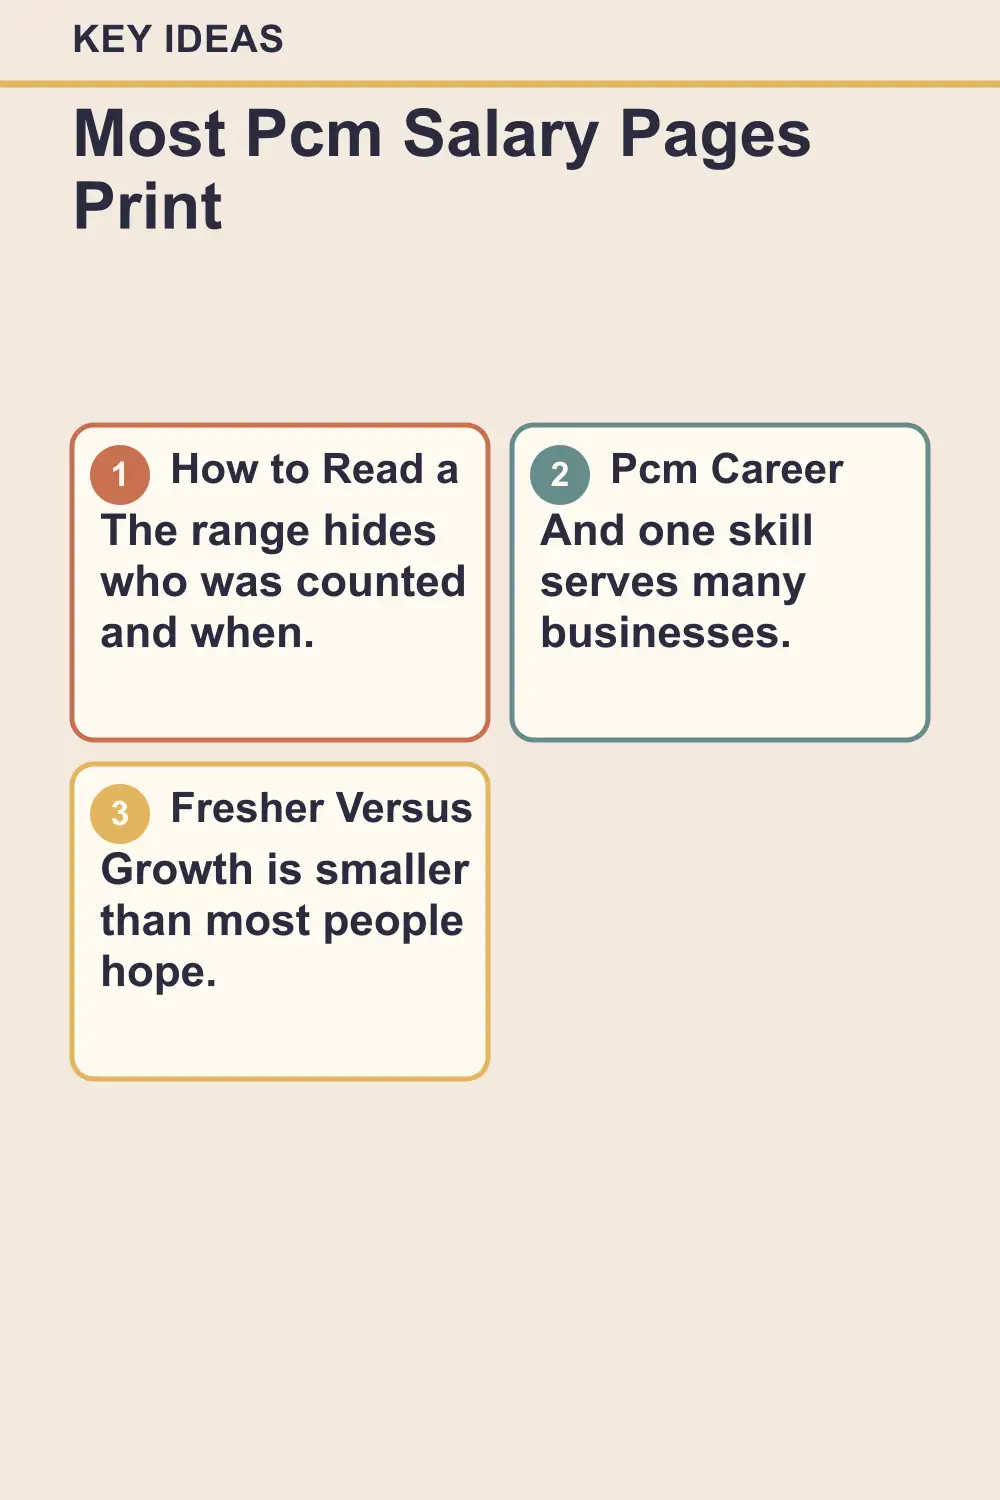 KEY IDEAS
Most Pcm Salary Pages
Print
1 How to Read a
The range hides
who was counted
and when.
2 Pcm Career
And one skill
serves many
businesses.
3 Fresher Versus
Growth is smaller
than most people
hope.